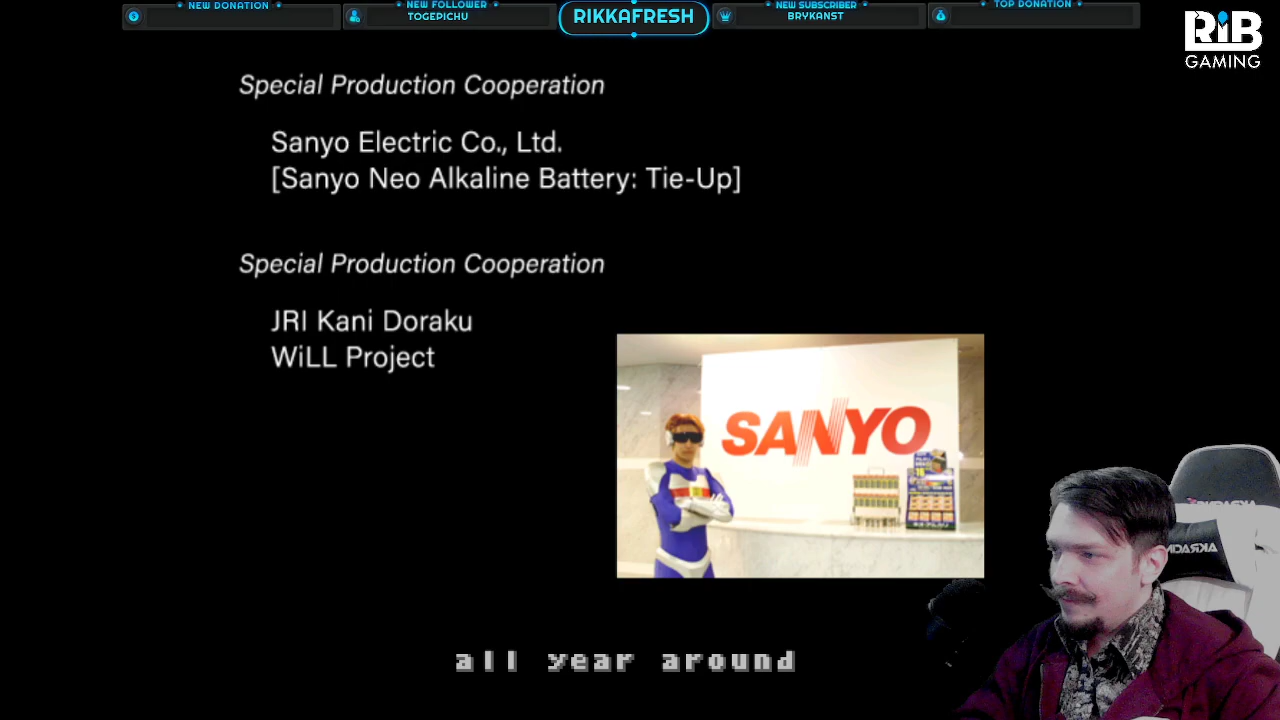 NEW DONATION
NEW FOLLOWER
TOGEPICHU
RIKKAFRESH
NEW SUBSCRIBER
BRYKANST
TOP DONATION
RiB
GAMING
Special Production Cooperation
Sanyo Electric Co., Ltd.
[Sanyo Neo Alkaline Battery: Tie-Up]
Special Production Cooperation
JRI Kani Doraku
WiLL Project
SANYO
AKRACING
all year around